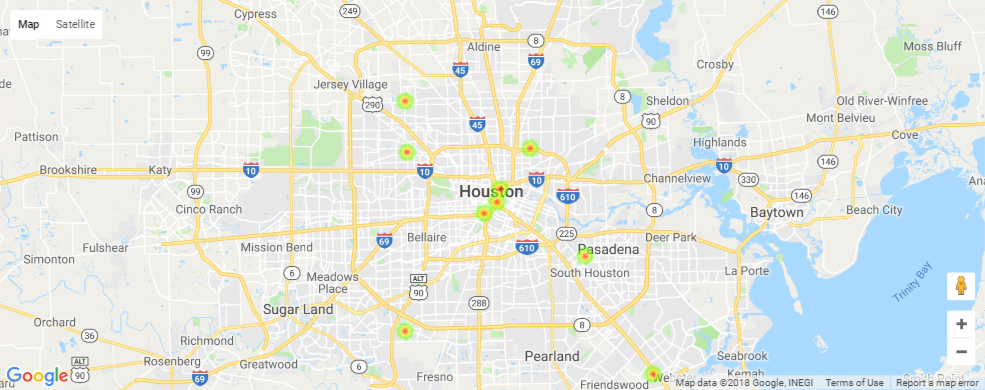 Cypress
249
8
146
Map Satellite
Aldine
69
Moss Bluff
99
45
Crosby
Jersey Village
290
8
Sheldon
Old River-Winfree
Mont Belvieu
45
90
Pattison
Cove
Highlands
Brookshire
10
Katy
10
10
Channelview
10
330
146
99
Houston
610
146
Cinco Ranch
8
Baytown
Beach City
Fulshear
Mission Bend
69
Bellaire
610
225
Pasadena
Deer Park
Simonton
6
Meadows
Place
ALT
90
South Houston
La Porte
Trinity Bay
Sugar Land
288
Orchard
36
8
Richmond
Pearland
ALT
90
Rosenberg
Greatwood
6
Seabrook
Kemah
69
Fresno
Friendswood
Google
Map data ©2018 Google, INEGI Terms of Use Report a map error